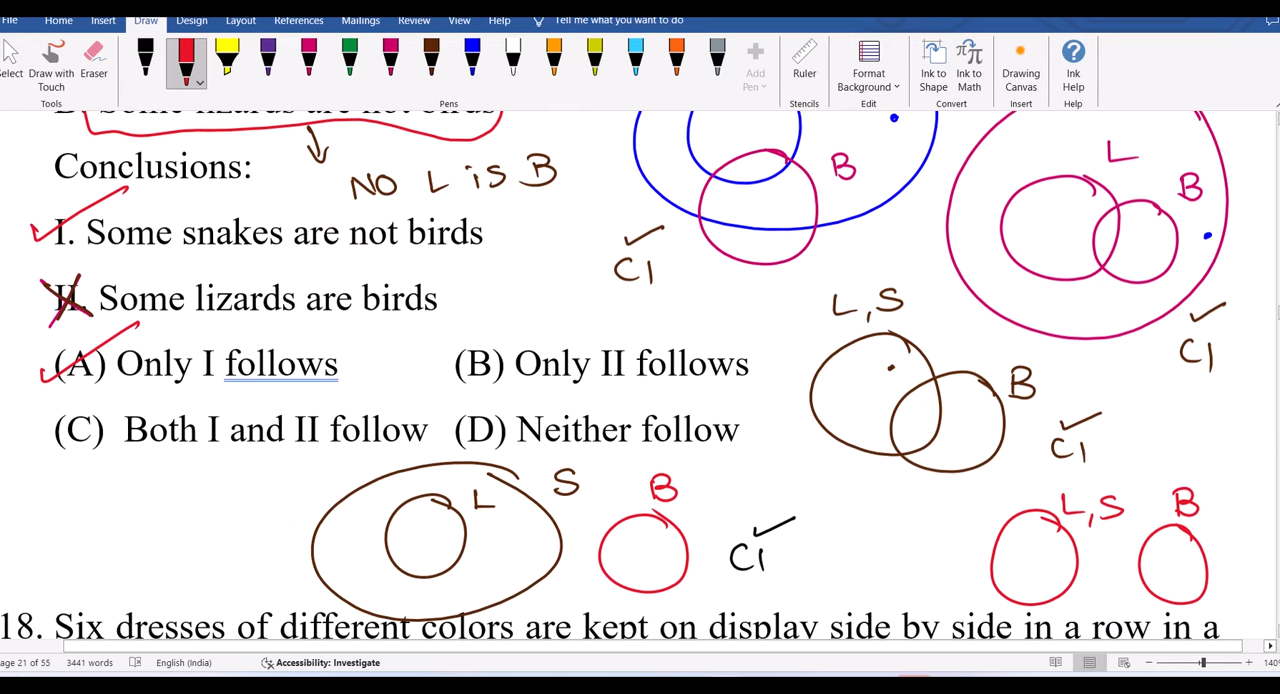 File Home Insert Draw Design Layout References Mailings Review View Help Tell me what you want to do
Select Draw with Touch Eraser Add Pen Ruler Format Background Ink to Shape Ink to Math Drawing Canvas Ink Help
Tools Pens Stencils Edit Convert Insert Help
Some lizards are not birds
Conclusions:
NO L is B
B
L
B
I. Some snakes are not birds
C1
II. Some lizards are birds
L,S
C1
(A) Only I follows (B) Only II follows
B
(C) Both I and II follow (D) Neither follow
C1
L S B
L,S B
C1
18. Six dresses of different colors are kept on display side by side in a row in a
Page 21 of 55 3441 words English (India) Accessibility: Investigate